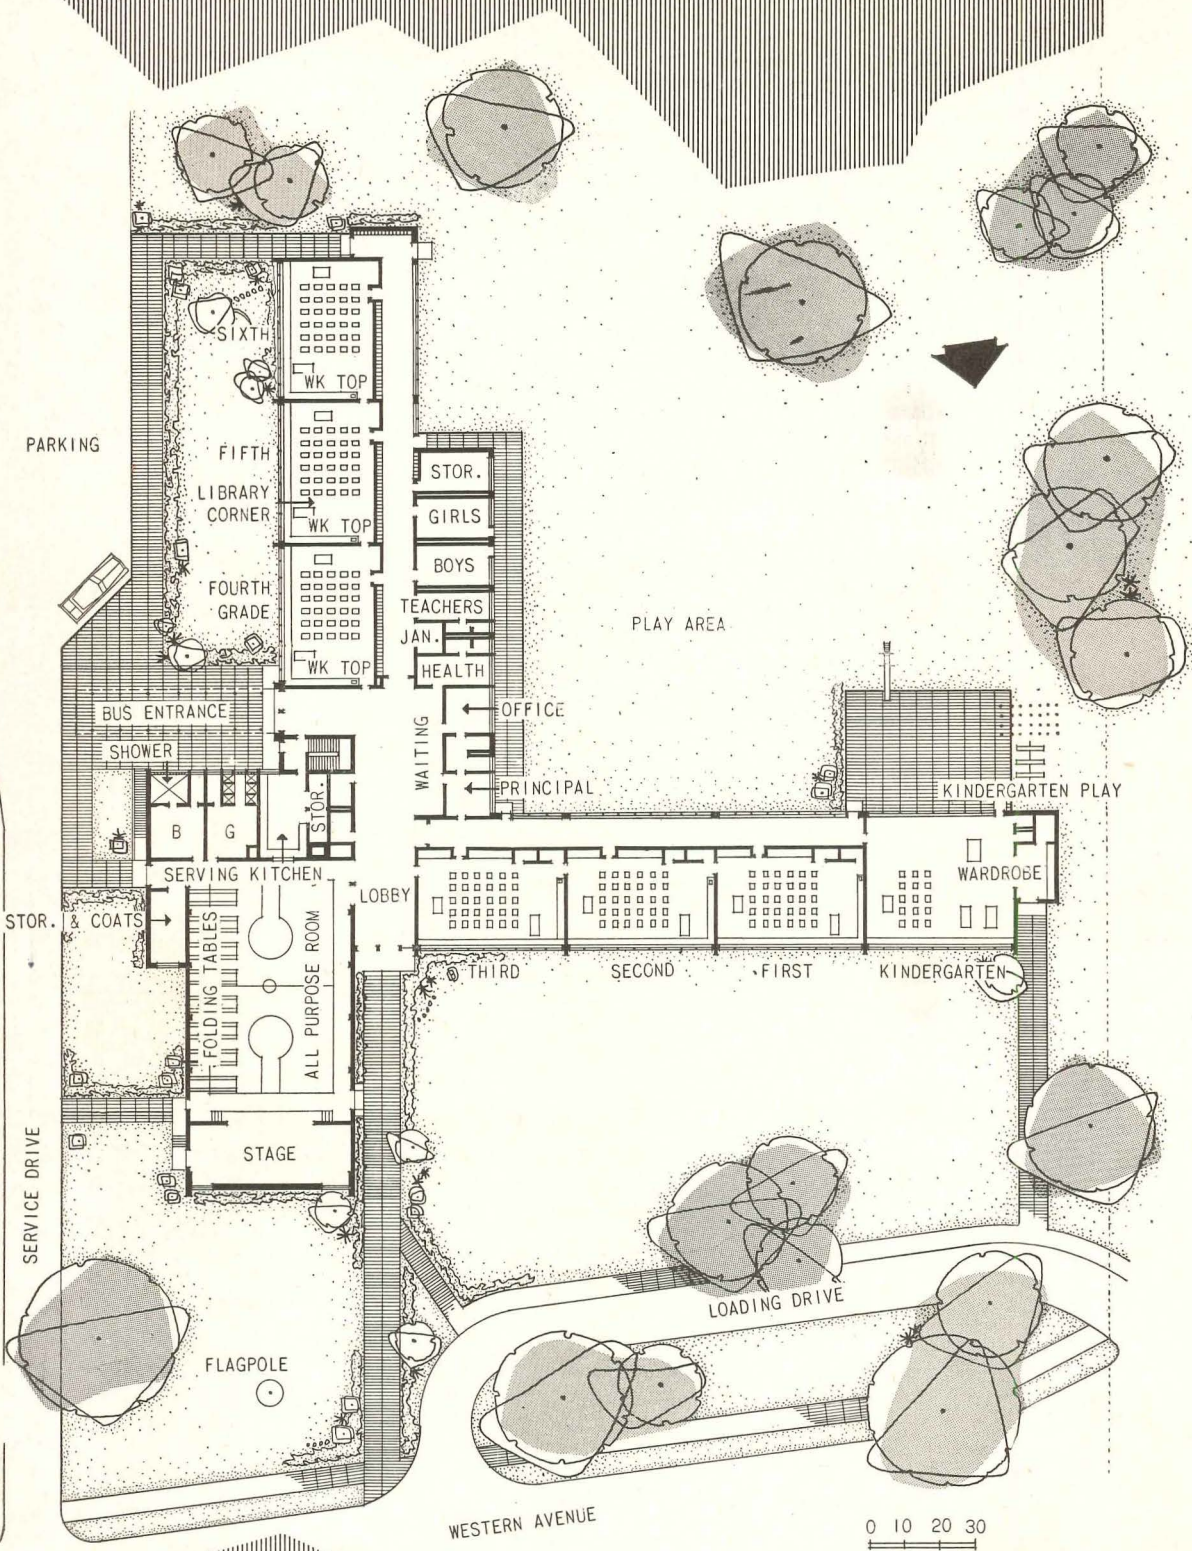 SIXTH
WK TOP
PARKING
FIFTH
LIBRARY
CORNER
WK TOP
STOR.
GIRLS
BOYS
FOURTH
GRADE
TEACHERS
JAN.
WK TOP
HEALTH
PLAY AREA
BUS ENTRANCE
OFFICE
SHOWER
WAITING
PRINCIPAL
KINDERGARTEN PLAY
STOR.
B
G
SERVING KITCHEN
LOBBY
WARDROBE
STOR. & COATS
FOLDING TABLES
ALL PURPOSE ROOM
THIRD
SECOND
FIRST
KINDERGARTEN
STAGE
SERVICE DRIVE
LOADING DRIVE
FLAGPOLE
WESTERN AVENUE
0 10 20 30